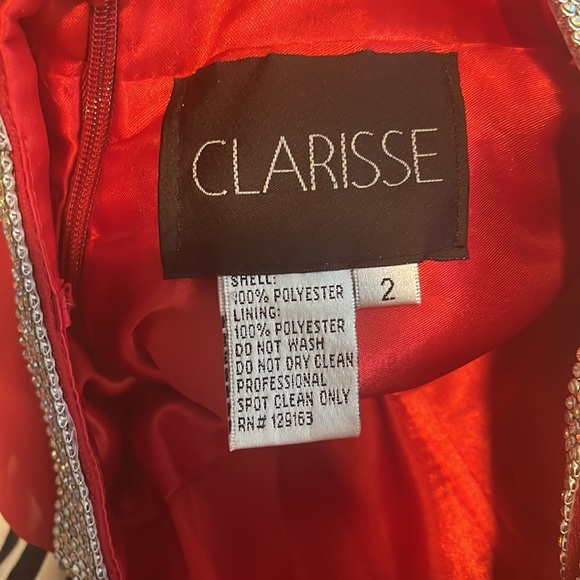 CLARISSE
2
SHELL:
100% POLYESTER
LINING:
100% POLYESTER
DO NOT WASH
DO NOT DRY CLEAN
PROFESSIONAL
SPOT CLEAN ONLY
RN# 129163